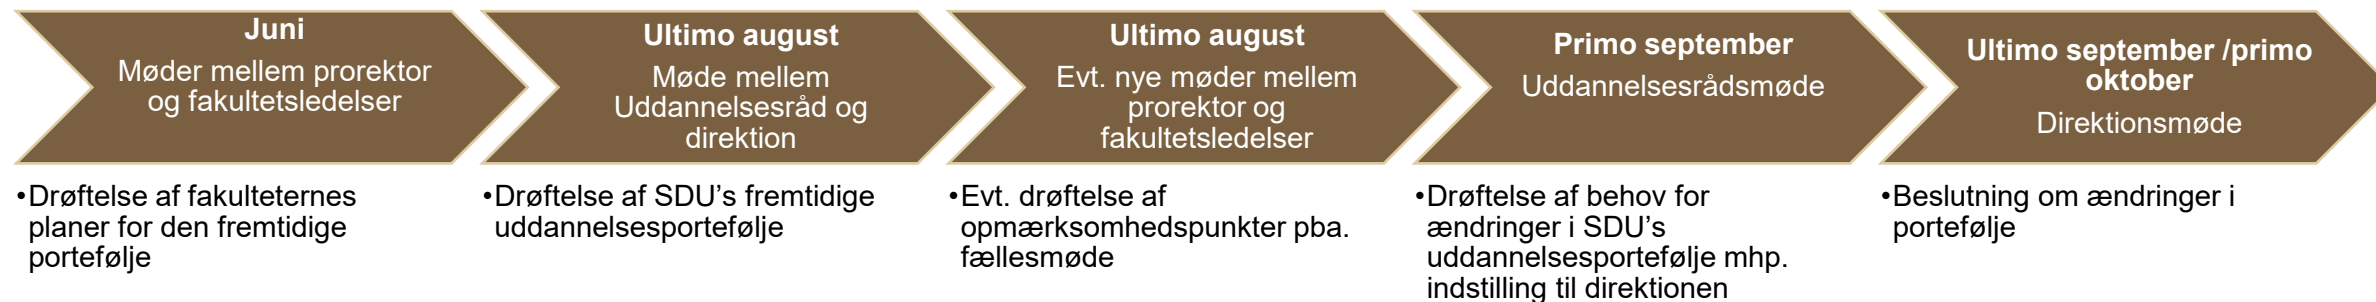 Juni
Møder mellem prorektor
og fakultetsledelser
•Drøftelse af fakulteternes
planer for den fremtidige
portefølje
Ultimo august
Møde mellem
Uddannelsesråd og
direktion
•Drøftelse af SDU’s fremtidige
uddannelsesportefølje
Ultimo august
Evt. nye møder mellem
prorektor og
fakultetsledelser
•Evt. drøftelse af
opmærksomhedspunkter pba.
fællesmøde
Primo september
Uddannelsesrådsmøde
•Drøftelse af behov for
ændringer i SDU’s
uddannelsesportefølje mhp.
indstilling til direktionen
Ultimo september /primo
oktober
Direktionsmøde
•Beslutning om ændringer i
portefølje